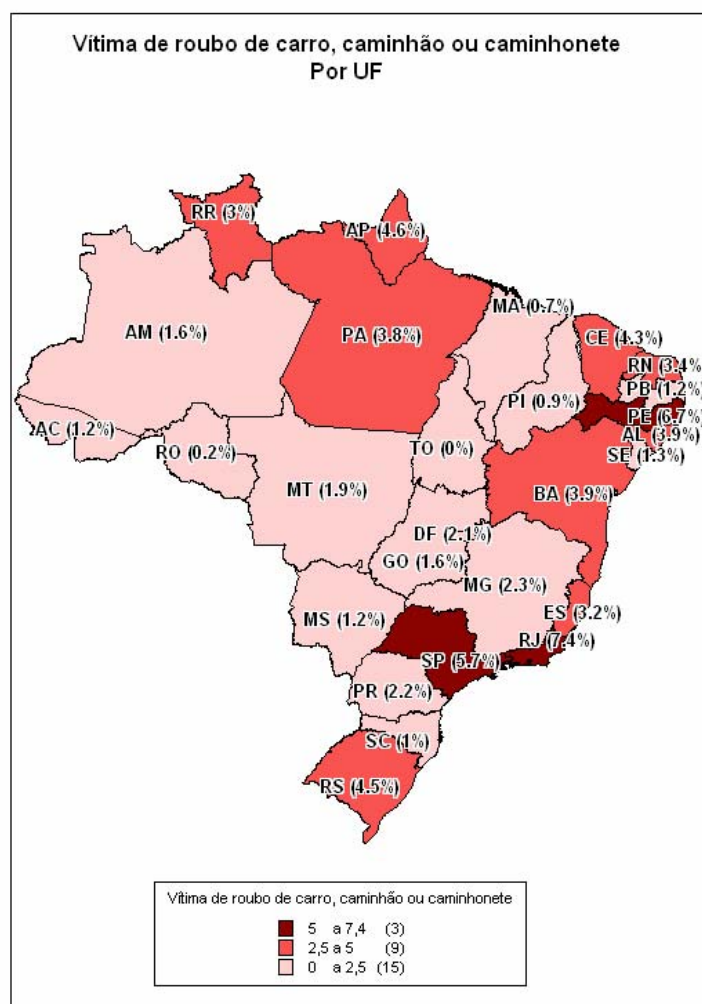 Vítima de roubo de carro, caminhão ou caminhonete
Por UF
RR (3%)
AP (4.6%)
MA (0.7%)
AM (1.6%)
PA (3.8%)
CE (4.3%)
RN (3.4%)
PB (1.2%)
PI (0.9%)
PE (6.7%)
AC (1.2%)
AL (3.9%)
TO (0%)
RO (0.2%)
SE (1.3%)
MT (1.9%)
BA (3.9%)
DF (2.1%)
GO (1.6%)
MG (2.3%)
MS (1.2%)
ES (3.2%)
RJ (7.4%)
SP (5.7%)
PR (2.2%)
SC (1%)
RS (4.5%)
Vítima de roubo de carro, caminhão ou caminhonete
5 a 7,4 (3)
2,5 a 5 (9)
0 a 2,5 (15)